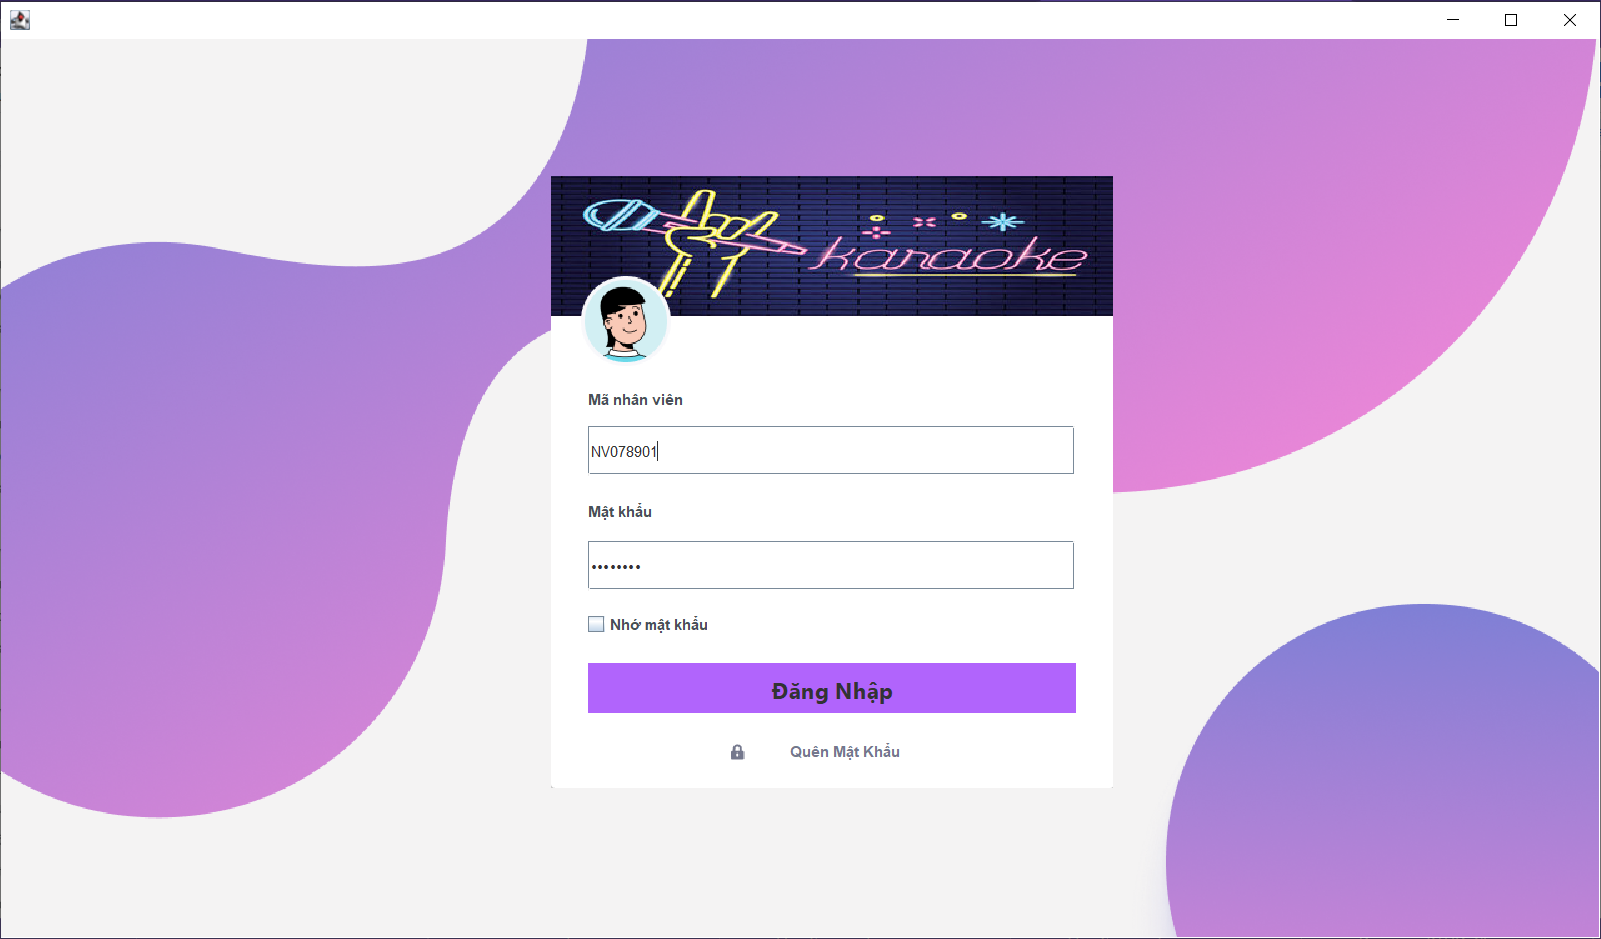 karaoke
Mã nhân viên
NV078901
Mật khẩu
••••••••
Nhớ mật khẩu
Đăng Nhập
Quên Mật Khẩu